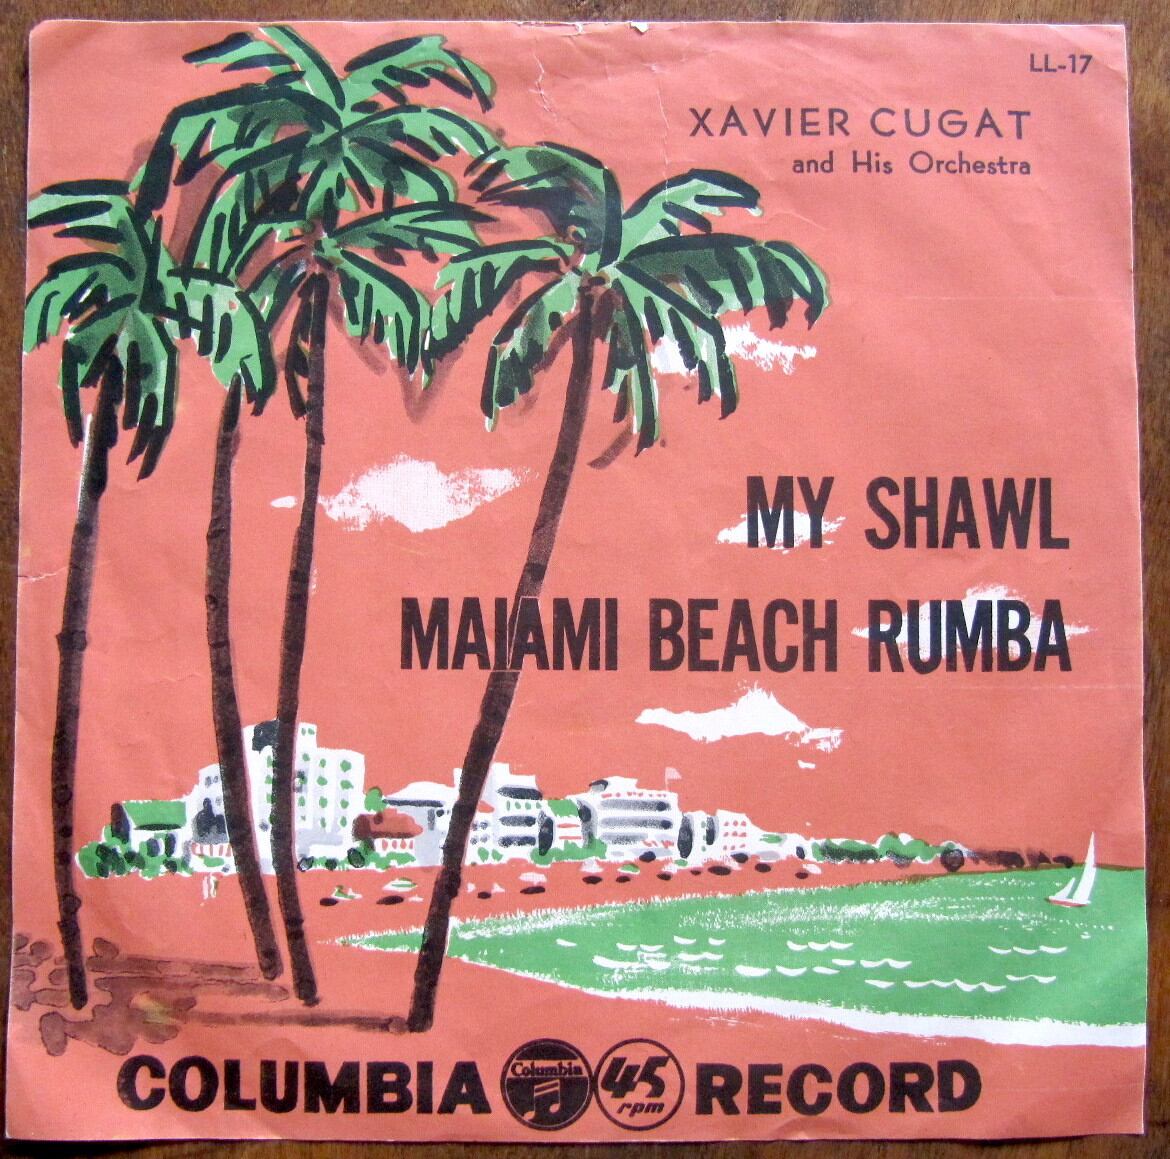 LL-17
XAVIER CUGAT
and His Orchestra
MY SHAWL
MAIAMI BEACH RUMBA
COLUMBIA Columbia 45 rpm RECORD